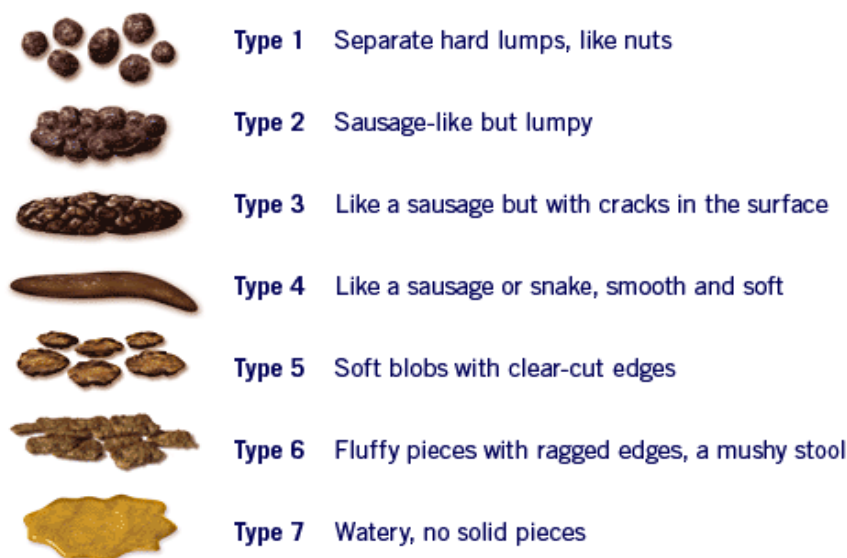 Type 1 Separate hard lumps, like nuts
Type 2 Sausage-like but lumpy
Type 3 Like a sausage but with cracks in the surface
Type 4 Like a sausage or snake, smooth and soft
Type 5 Soft blobs with clear-cut edges
Type 6 Fluffy pieces with ragged edges, a mushy stool
Type 7 Watery, no solid pieces